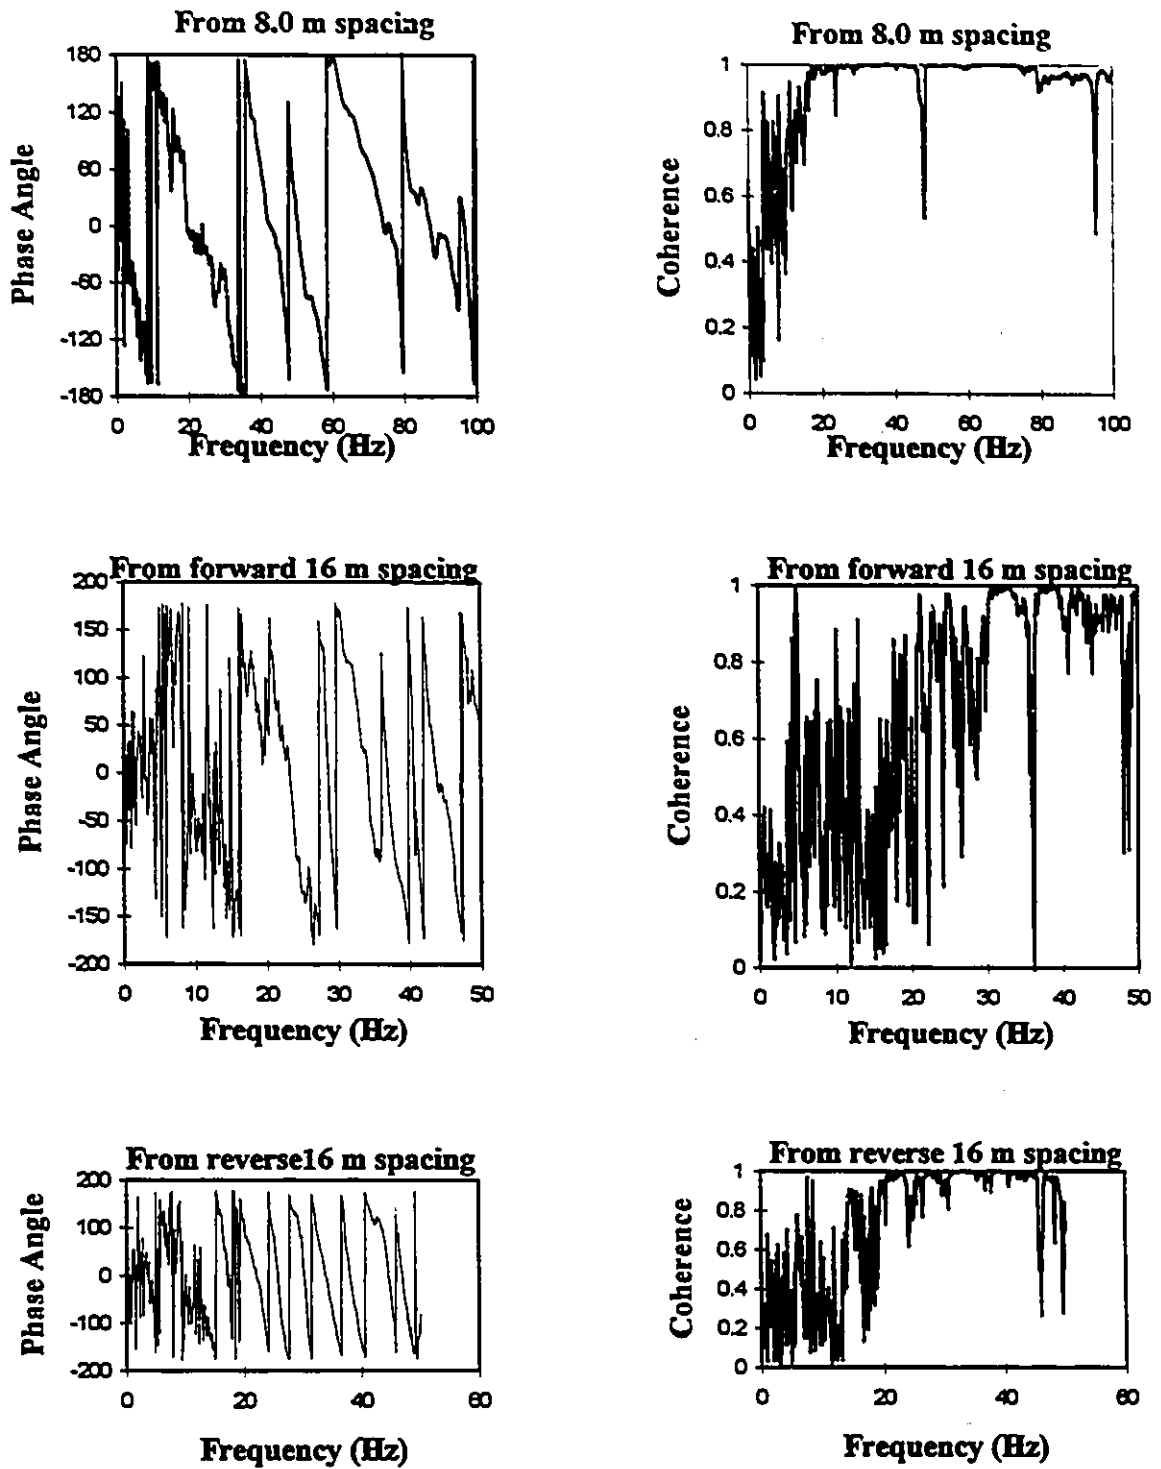 From 8.0 m spacing
180
120
60
0
-60
-120
-180
Phase Angle
0 20 40 60 80 100
Frequency (Hz)
From 8.0 m spacing
1
0.8
0.6
0.4
0.2
0
Coherence
0 20 40 60 80 100
Frequency (Hz)
From forward 16 m spacing
200
150
100
50
0
-50
-100
-150
-200
Phase Angle
0 10 20 30 40 50
Frequency (Hz)
From forward 16 m spacing
1
0.8
0.6
0.4
0.2
0
Coherence
0 10 20 30 40 50
Frequency (Hz)
From reverse16 m spacing
200
100
0
-100
-200
Phase Angle
0 20 40 60
Frequency (Hz)
From reverse 16 m spacing
1
0.8
0.6
0.4
0.2
0
Coherence
0 20 40 60
Frequency (Hz)